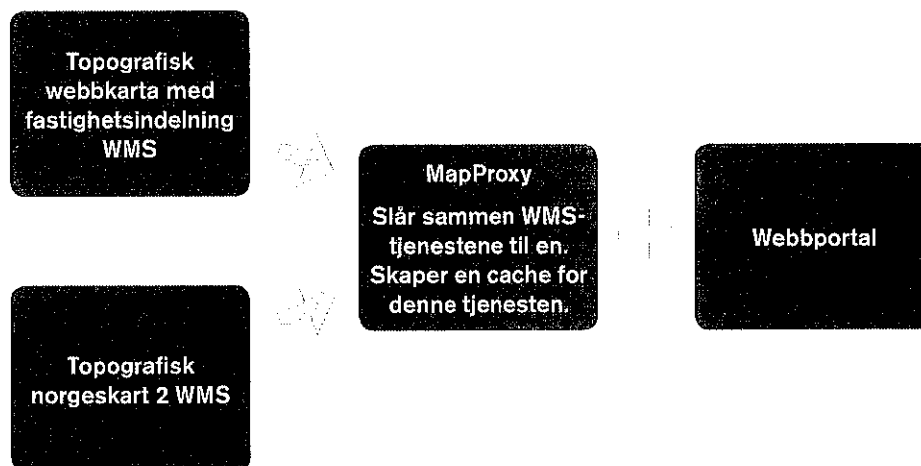 Topografisk
webbkarta med
fastighetsindelning
WMS
Topografisk
norgeskart 2 WMS
MapProxy
Slår sammen WMS-
tjenestene til en.
Skaper en cache for
denne tjenesten.
Webbportal